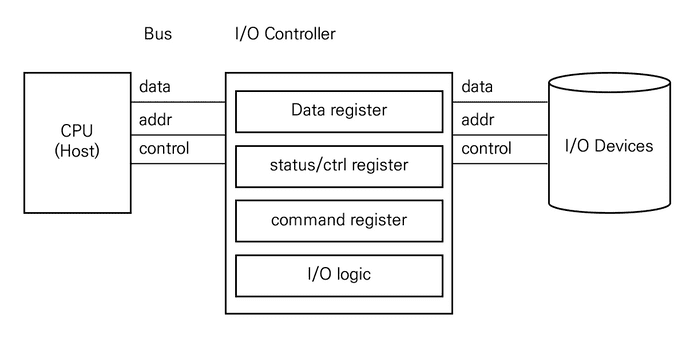 Bus
I/O Controller
CPU
(Host)
data
addr
control
Data register
status/ctrl register
command register
I/O logic
data
addr
control
I/O Devices